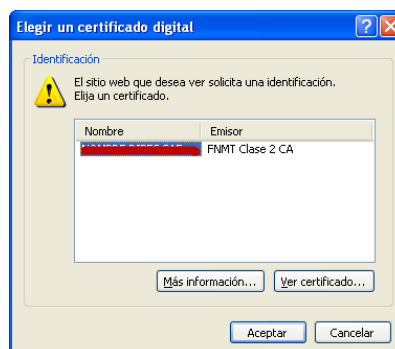 Elegir un certificado digital
Identificación
El sitio web que desea ver solicita una identificación.
Elija un certificado.
Nombre Emisor
FNMT Clase 2 CA
Más información... Ver certificado...
Aceptar Cancelar